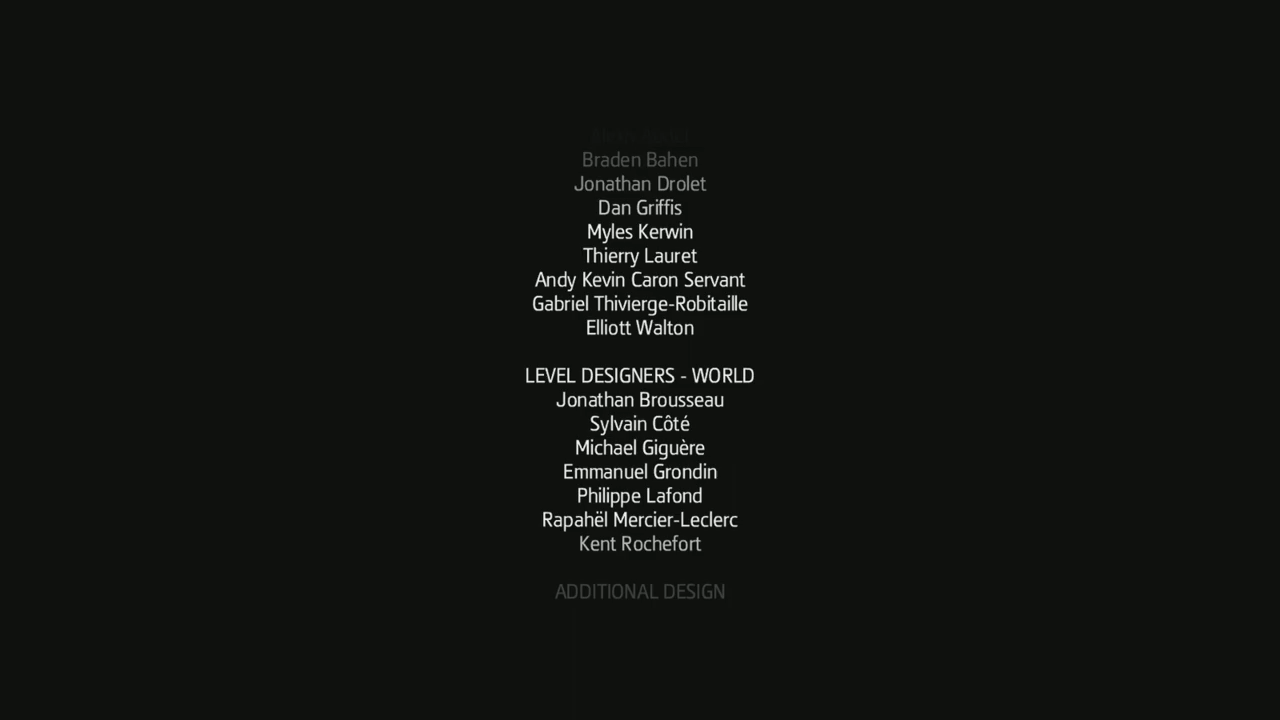 Braden Bahen
Jonathan Drolet
Dan Griffis
Myles Kerwin
Thierry Lauret
Andy Kevin Caron Servant
Gabriel Thivierge-Robitaille
Elliott Walton
LEVEL DESIGNERS - WORLD
Jonathan Brousseau
Sylvain Côté
Michael Giguère
Emmanuel Grondin
Philippe Lafond
Rapahël Mercier-Leclerc
Kent Rochefort
ADDITIONAL DESIGN